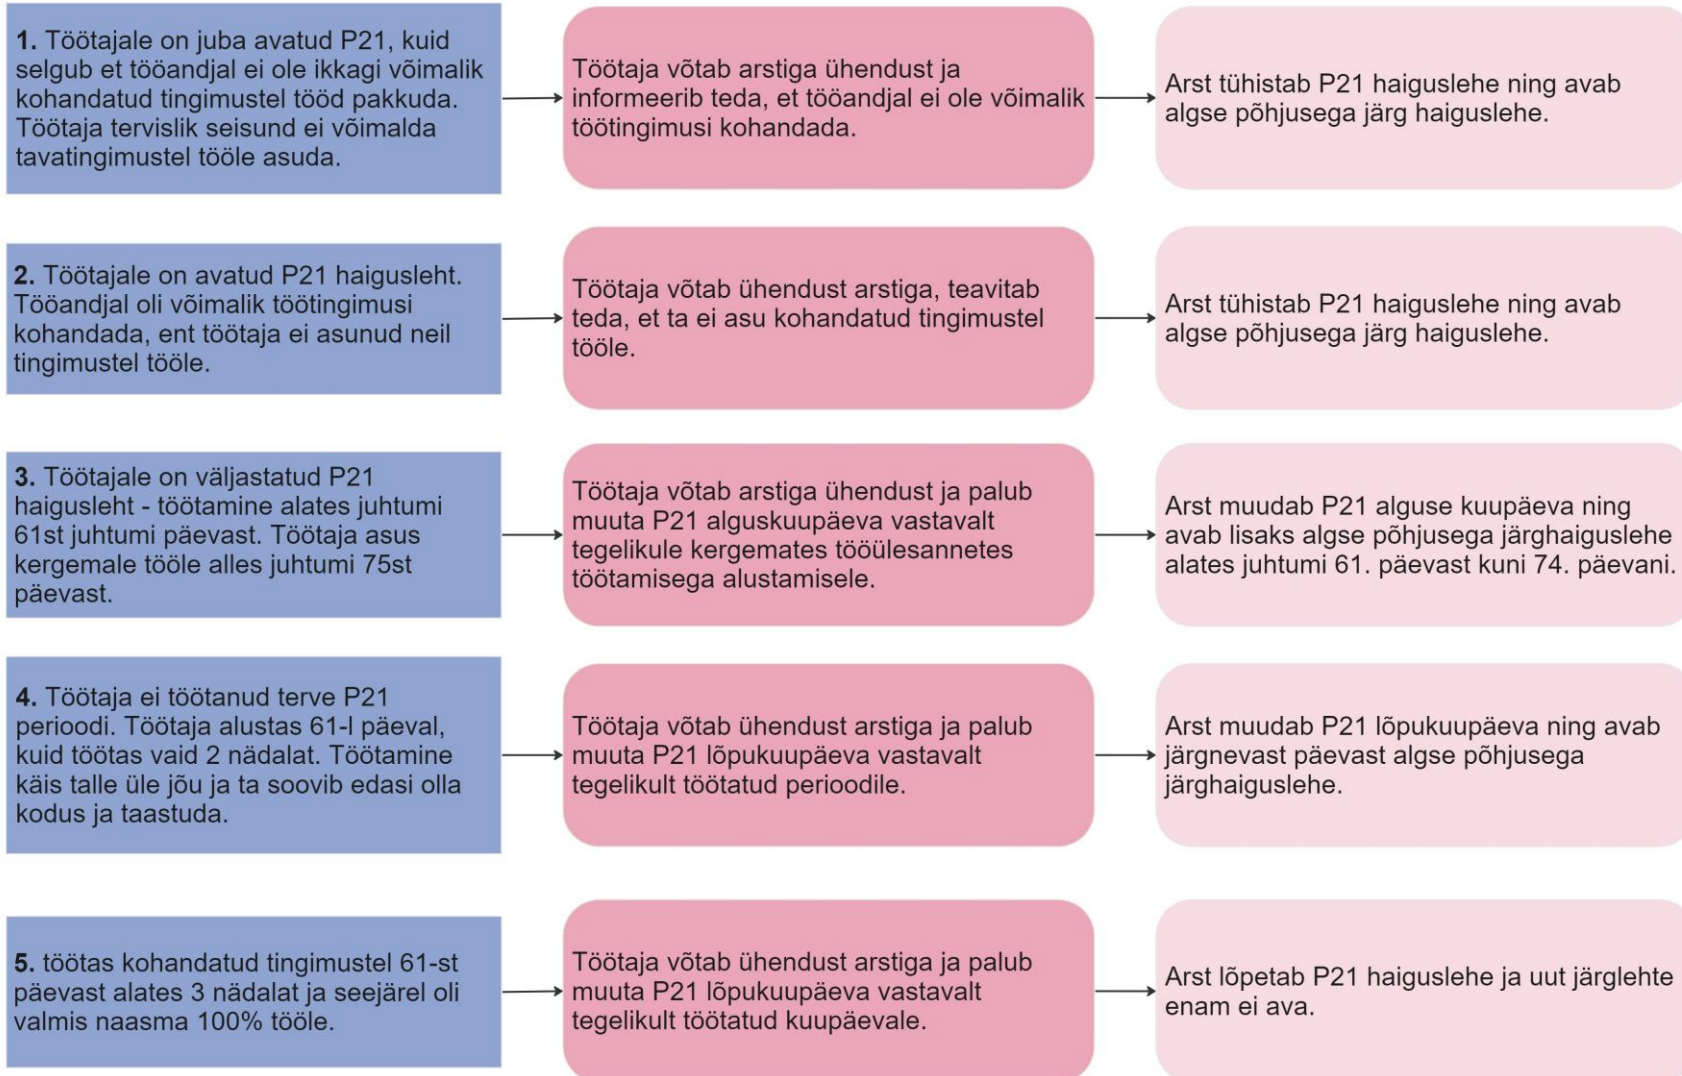 1. Töötajale on juba avatud P21, kuid
selgub et tööandjal ei ole ikkagi võimalik
kohandatud tingimustel tööd pakkuda.
Töötaja tervislik seisund ei võimalda
tavatingimustel tööle asuda.
Töötaja võtab arstiga ühendust ja
informeerib teda, et tööandjal ei ole võimalik
töötingimusi kohandada.
Arst tühistab P21 haiguslehe ning avab
algse põhjusega järg haiguslehe.
2. Töötajale on avatud P21 haigusleht.
Tööandjal oli võimalik töötingimusi
kohandada, ent töötaja ei asunud neil
tingimustel tööle.
Töötaja võtab ühendust arstiga, teavitab
teda, et ta ei asu kohandatud tingimustel
tööle.
Arst tühistab P21 haiguslehe ning avab
algse põhjusega järg haiguslehe.
3. Töötajale on väljastatud P21
haigusleht - töötamine alates juhtumi
61st juhtumi päevast. Töötaja asus
kergemale tööle alles juhtumi 75st
päevast.
Töötaja võtab arstiga ühendust ja palub
muuta P21 alguskuupäeva vastavalt
tegelikule kergemates tööülesannetes
töötamisega alustamisele.
Arst muudab P21 alguse kuupäeva ning
avab lisaks algse põhjusega järghaiguslehe
alates juhtumi 61. päevast kuni 74. päevani.
4. Töötaja ei töötanud terve P21
perioodi. Töötaja alustas 61-l päeval,
kuid töötas vaid 2 nädalat. Töötamine
käis talle üle jõu ja ta soovib edasi olla
kodus ja taastuda.
Töötaja võtab ühendust arstiga ja palub
muuta P21 lõpukuupäeva vastavalt
tegelikult töötatud perioodile.
Arst muudab P21 lõpukuupäeva ning avab
järgnevast päevast algse põhjusega
järghaiguslehe.
5. töötas kohandatud tingimustel 61-st
päevast alates 3 nädalat ja seejärel oli
valmis naasma 100% tööle.
Töötaja võtab ühendust arstiga ja palub
muuta P21 lõpukuupäeva vastavalt
tegelikult töötatud kuupäevale.
Arst lõpetab P21 haiguslehe ja uut järglehte
enam ei ava.